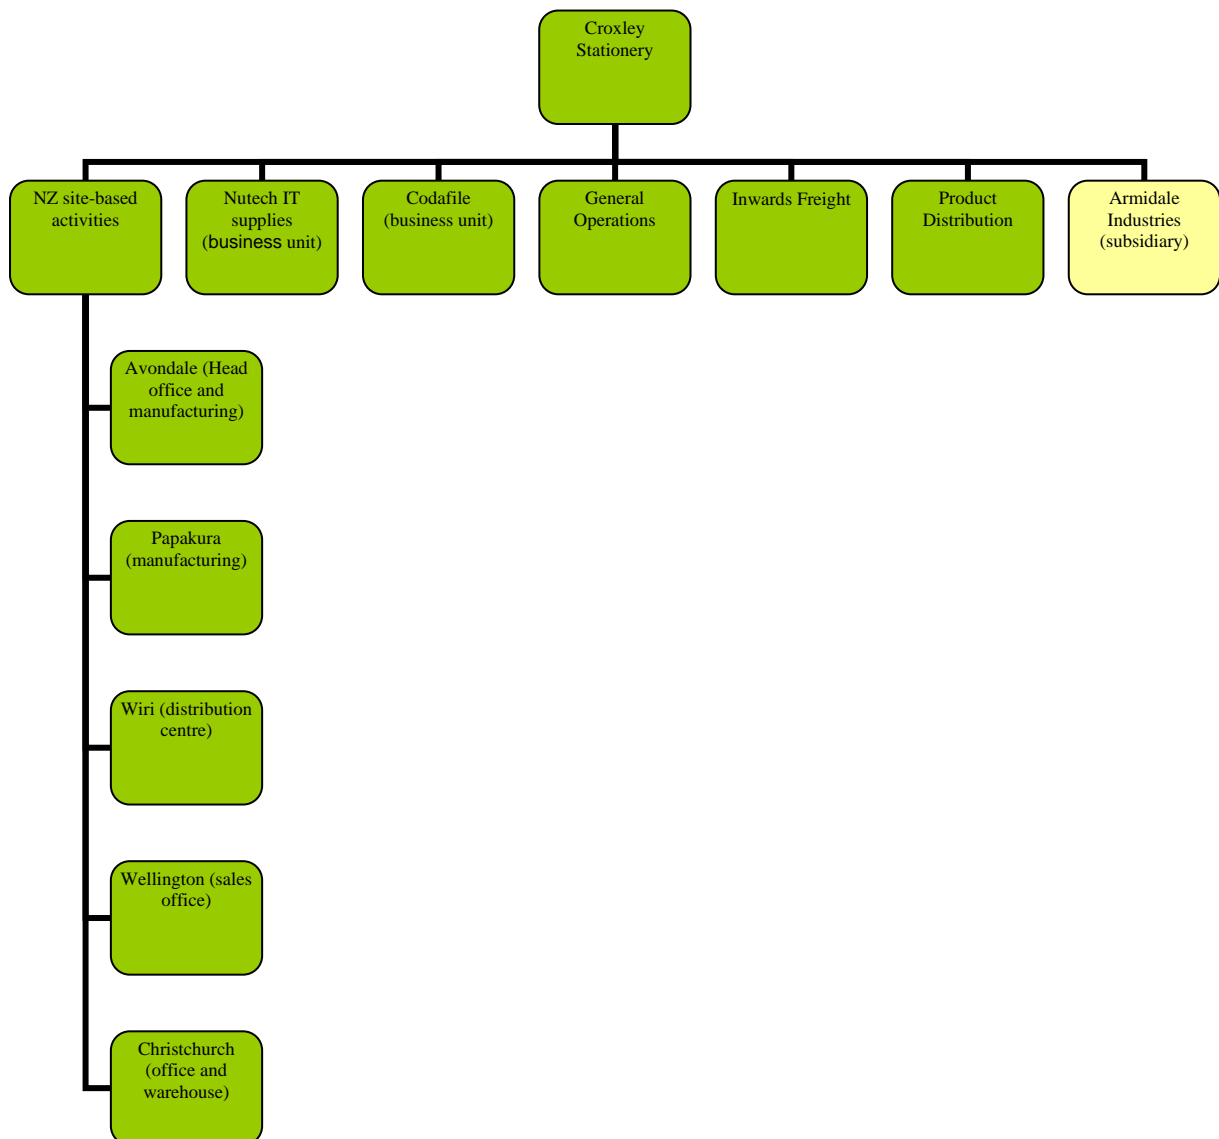 Croxley
Stationery
NZ site-based
activities
Nutech IT
supplies
(business unit)
Codafile
(business unit)
General
Operations
Inwards Freight
Product
Distribution
Armidale
Industries
(subsidiary)
Avondale (Head
office and
manufacturing)
Papakura
(manufacturing)
Wiri (distribution
centre)
Wellington (sales
office)
Christchurch
(office and
warehouse)